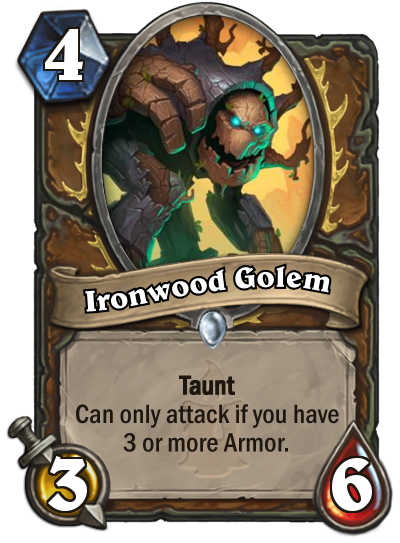 4
Ironwood Golem
Taunt
Can only attack if you have
3 or more Armor.
3
6